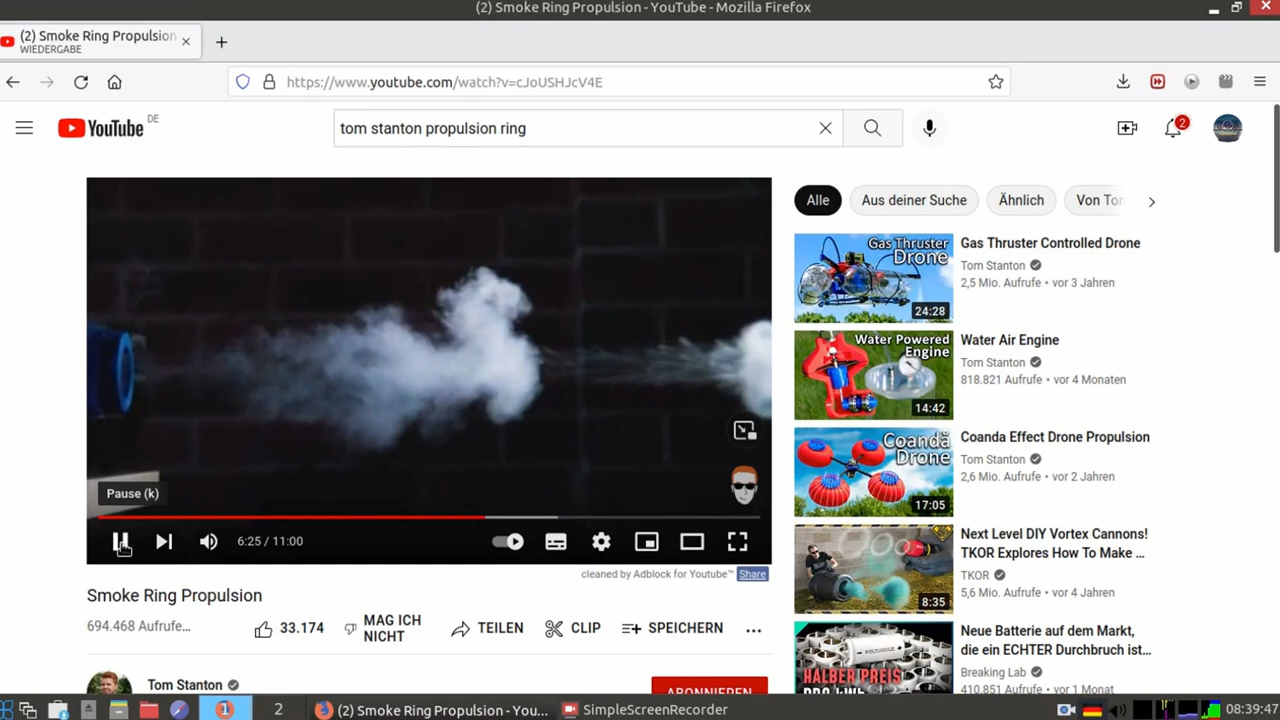 (2) Smoke Ring Propulsion - YouTube - Mozilla Firefox
(2) Smoke Ring Propulsion
WIEDERGABE
https://www.youtube.com/watch?v=cJoUSHJcV4E
YouTube DE
tom stanton propulsion ring
2
Alle
Aus deiner Suche
Ähnlich
Von Tom
Gas Thruster
Drone
24:28
Gas Thruster Controlled Drone
Tom Stanton
2,5 Mio. Aufrufe • vor 3 Jahren
Water Powered
Engine
14:42
Water Air Engine
Tom Stanton
818.821 Aufrufe • vor 4 Monaten
Coandă
Drone
17:05
Coanda Effect Drone Propulsion
Tom Stanton
2,6 Mio. Aufrufe • vor 2 Jahren
8:35
Next Level DIY Vortex Cannons!
TKOR Explores How To Make ...
TKOR
5,6 Mio. Aufrufe • vor 4 Jahren
POLYJOULE
HALBER PREIS
PRO kWh
Neue Batterie auf dem Markt,
die ein ECHTER Durchbruch ist...
Breaking Lab
410.851 Aufrufe • vor 1 Monat
Pause (k)
6:25 / 11:00
cleaned by Adblock for Youtube™ Share
Smoke Ring Propulsion
694.468 Aufrufe...
33.174
MAG ICH
NICHT
TEILEN
CLIP
SPEICHERN
Tom Stanton
ABONNIEREN
1
2
(2) Smoke Ring Propulsion - You...
SimpleScreenRecorder
08:39:47